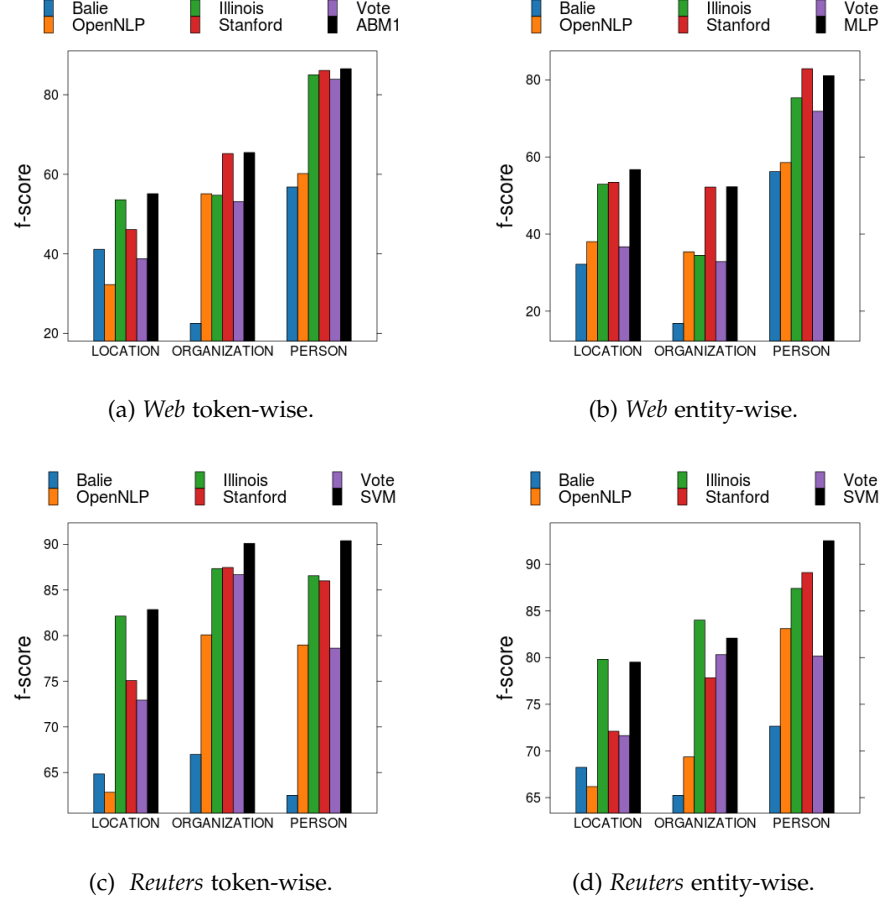 Balie Illinois Vote
OpenNLP Stanford ABM1
f-score
80
60
40
20
LOCATION ORGANIZATION PERSON
(a) Web token-wise.
Balie Illinois Vote
OpenNLP Stanford MLP
f-score
80
60
40
20
LOCATION ORGANIZATION PERSON
(b) Web entity-wise.
Balie Illinois Vote
OpenNLP Stanford SVM
f-score
90
85
80
75
70
65
LOCATION ORGANIZATION PERSON
(c) Reuters token-wise.
Balie Illinois Vote
OpenNLP Stanford SVM
f-score
90
85
80
75
70
65
LOCATION ORGANIZATION PERSON
(d) Reuters entity-wise.